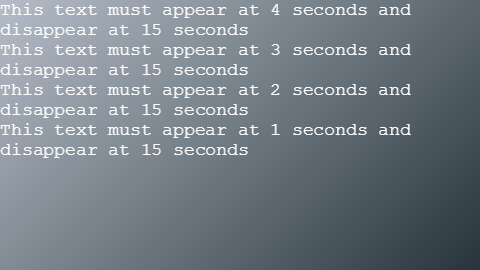 This text must appear at 4 seconds and
disappear at 15 seconds
This text must appear at 3 seconds and
disappear at 15 seconds
This text must appear at 2 seconds and
disappear at 15 seconds
This text must appear at 1 seconds and
disappear at 15 seconds